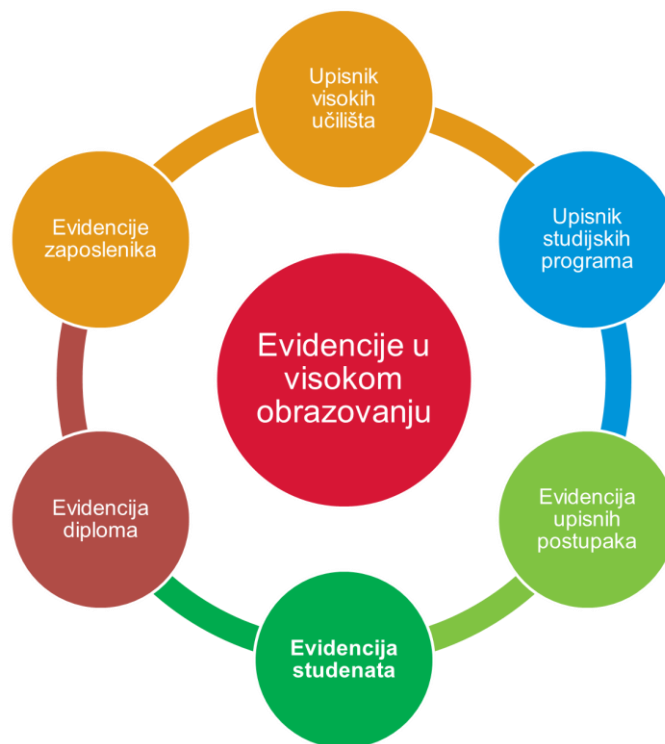 Upisnik
visokih
učilišta
Upisnik
studijskih
programa
Evidencija
upisnih
postupaka
Evidencija
studenata
Evidencija
diploma
Evidencije
zaposlenika
Evidencije u
visokom
obrazovanju